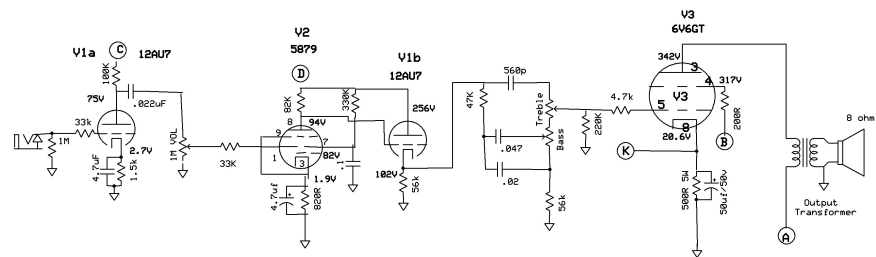 V1a
C
12AU7
100K
.022uF
75V
33k
1M
2.7V
4.7uF
1.5k
1M VOL
33K
V2
5879
D
82K
330K
8
94V
9
7
1
82V
3
.1
1.9V
4.7uf
820R
V1b
12AU7
256V
102V
56k
47K
560p
Treble
Bass
.047
.02
56k
220K
4.7k
V3
6V6GT
342V
3
4
317V
V3
5
8
20.6V
200R
B
K
500R 5W
50uf/50v
8 ohm
Output
Transformer
A